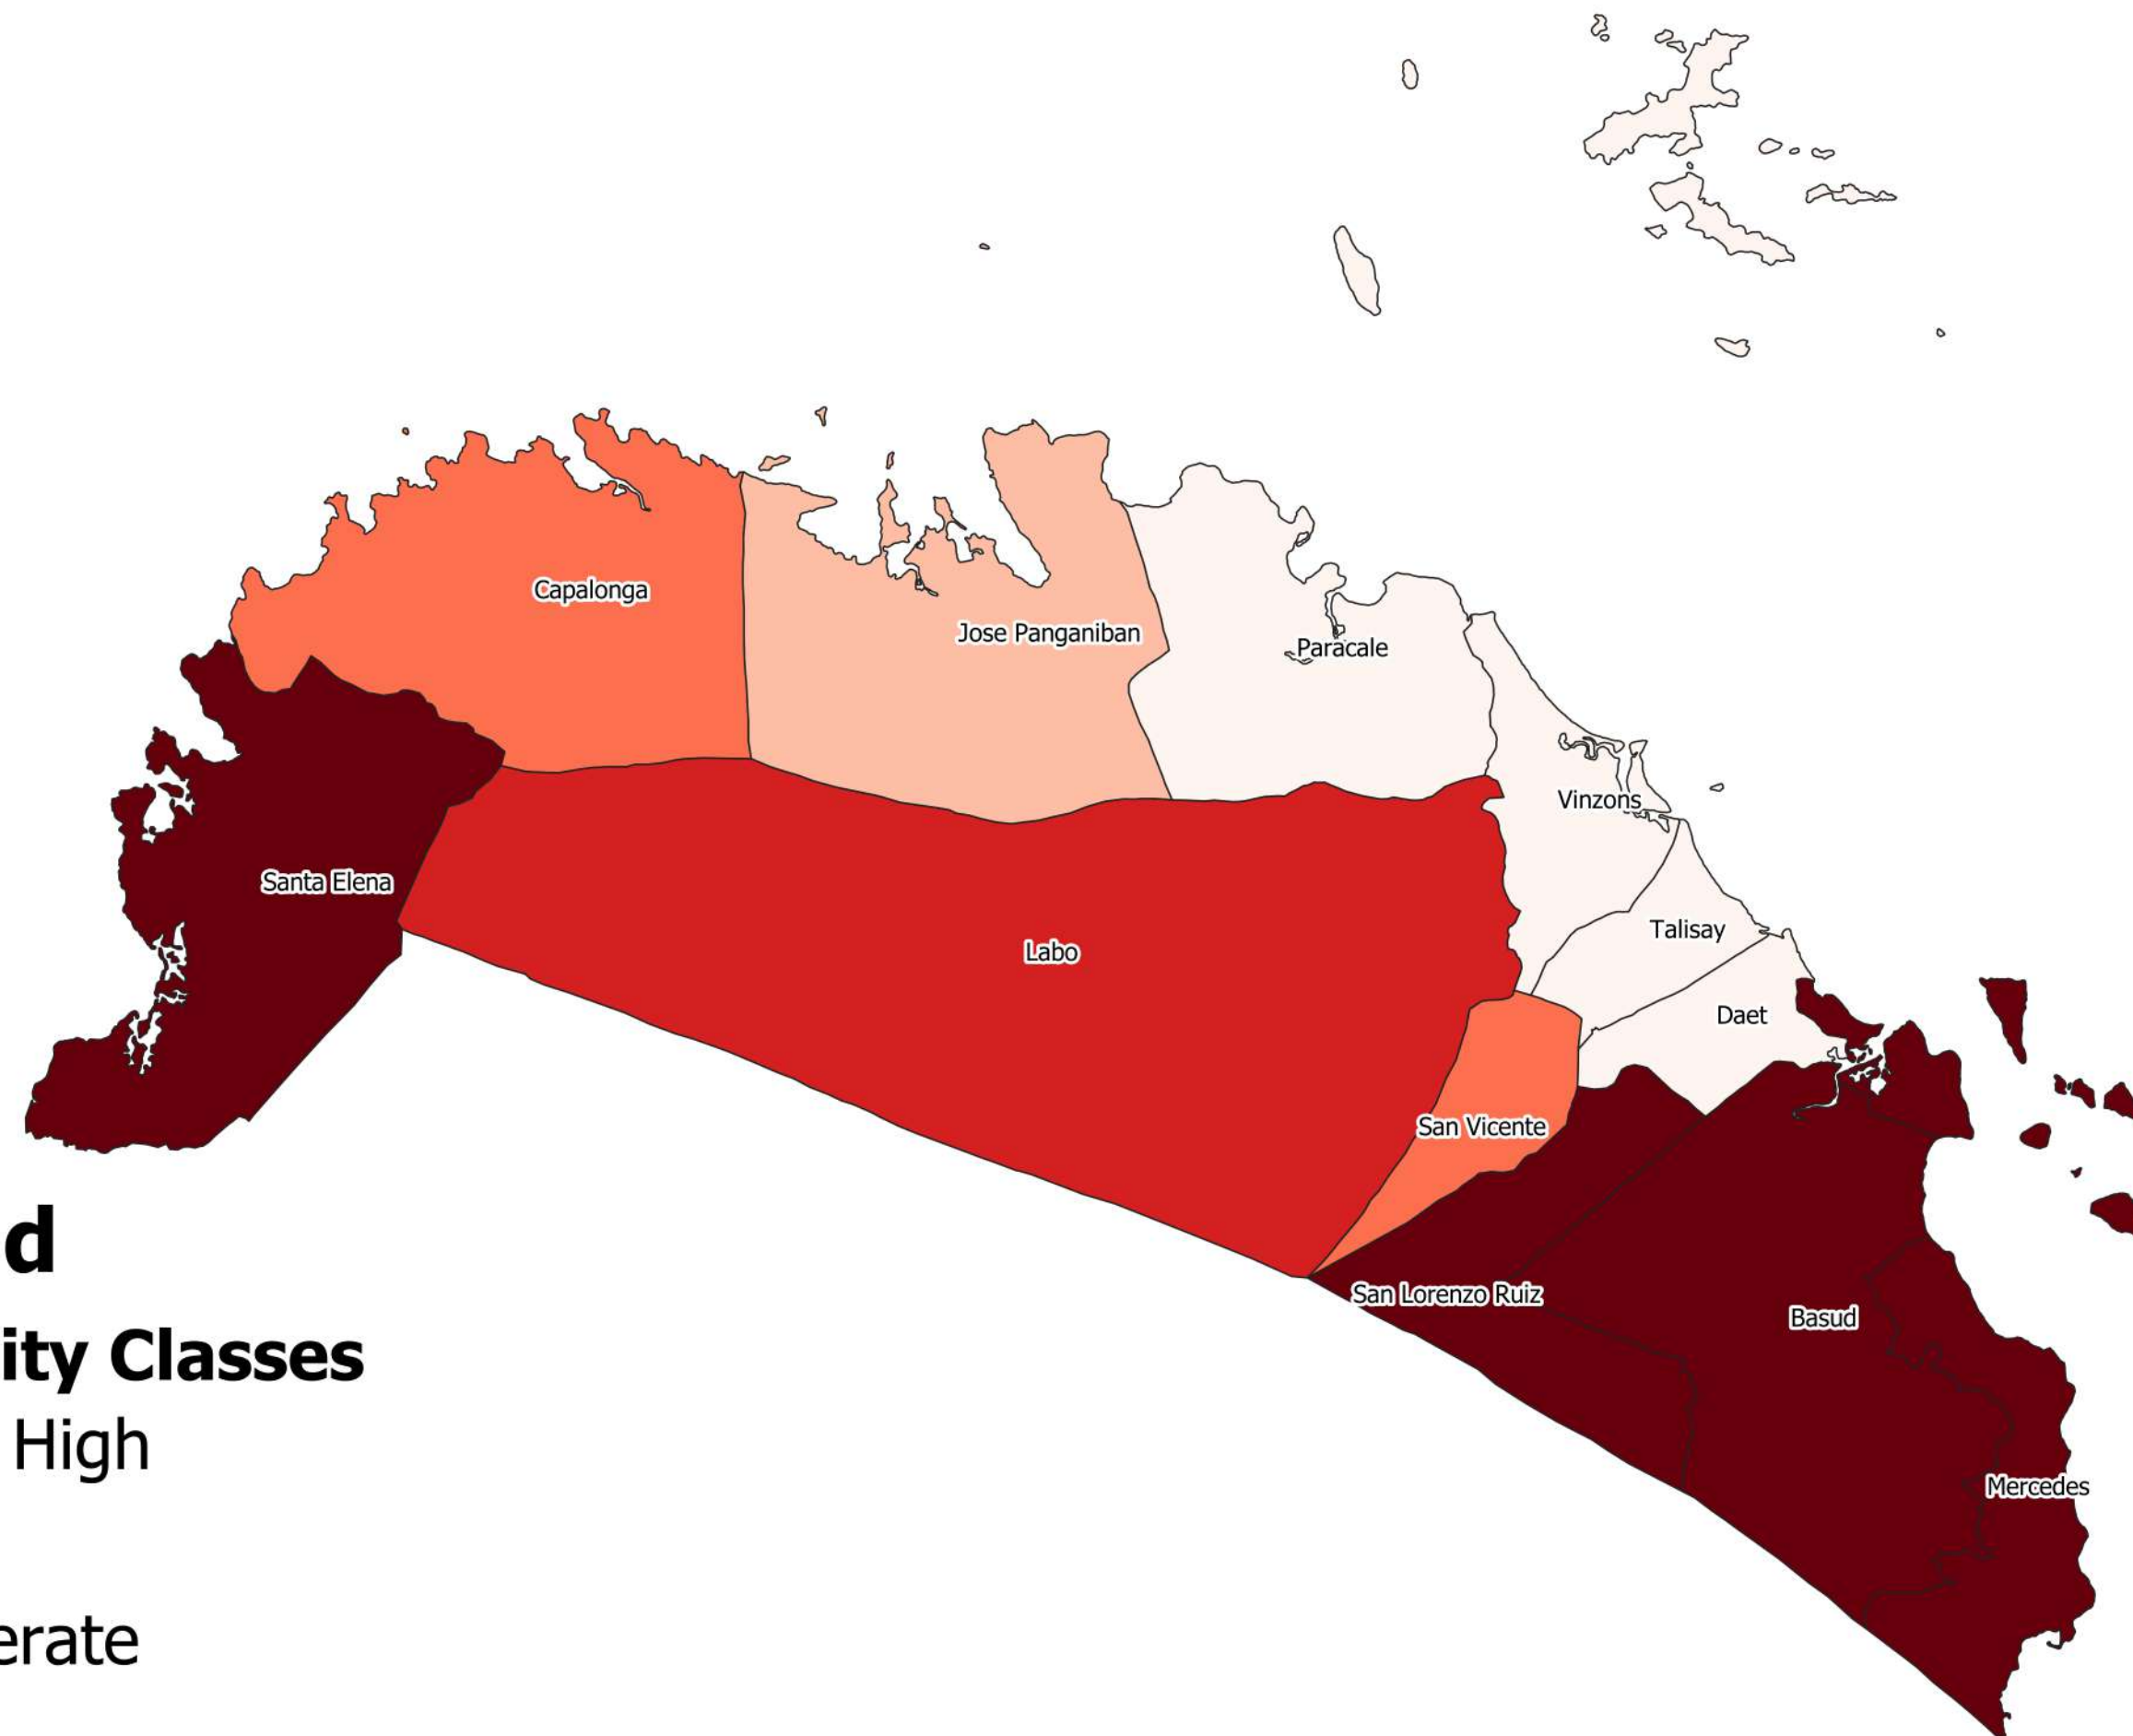 Capalonga
Jose Panganiban
Paracale
Vinzons
Santa Elena
Talisay
Labo
Daet
San Vicente
San Lorenzo Ruiz
Basud
Mercedes
d
ity Classes
High
erate